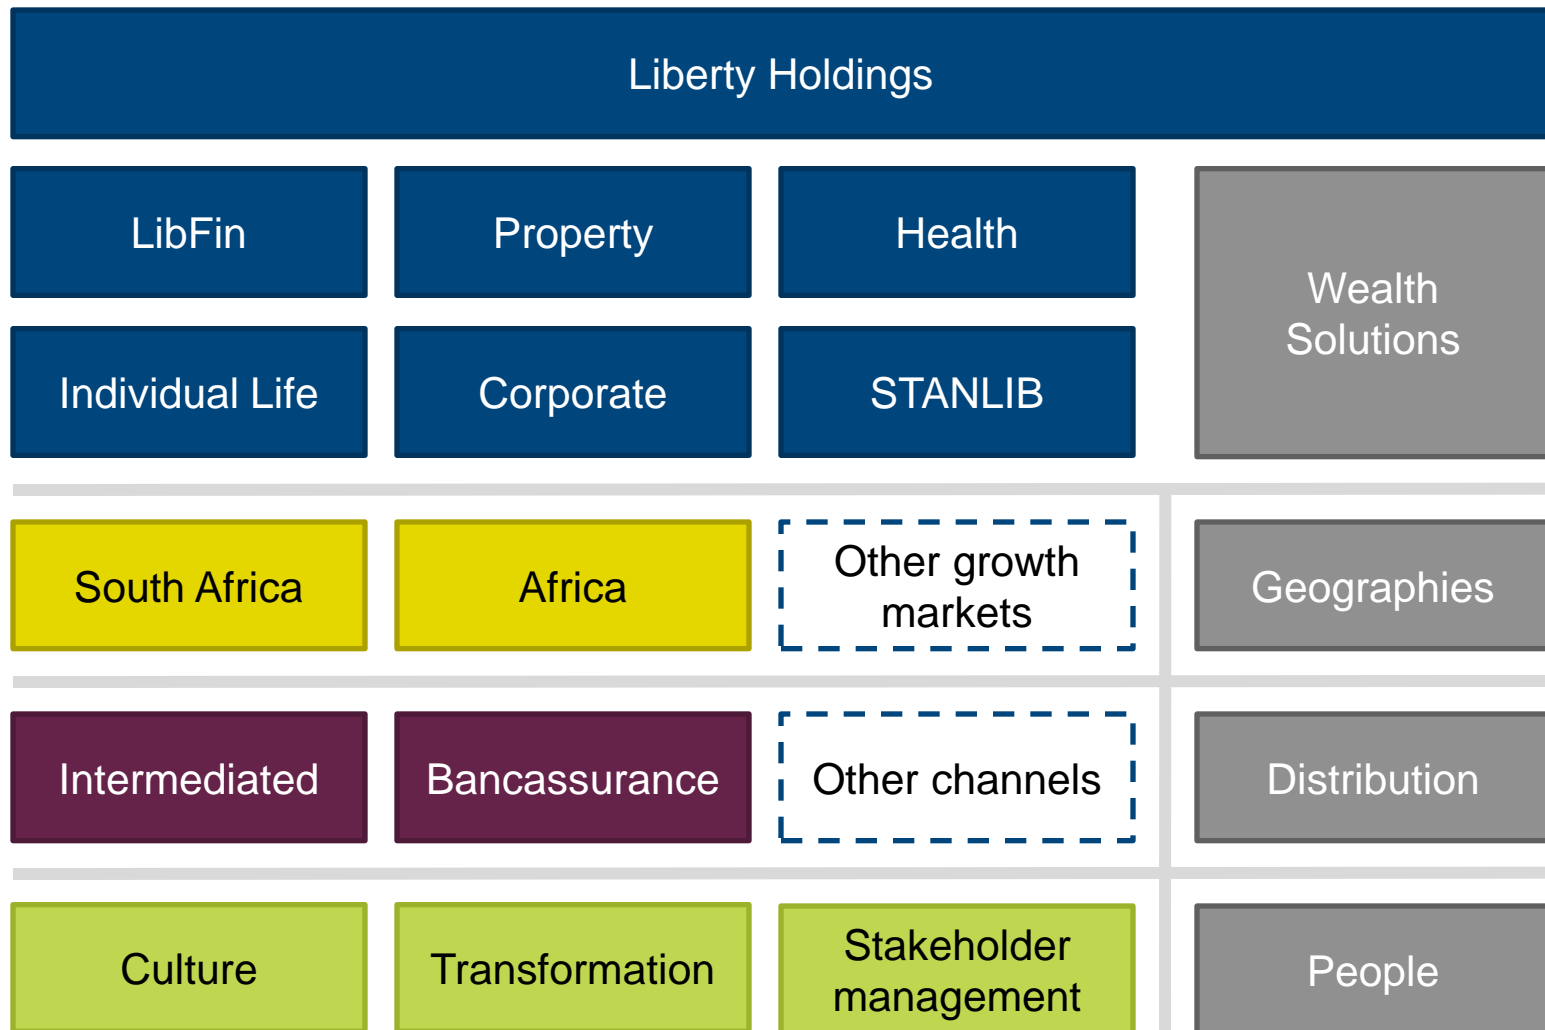 Liberty Holdings
LibFin
Property
Health
Wealth
Solutions
Individual Life
Corporate
STANLIB
South Africa
Africa
Other growth
markets
Geographies
Intermediated
Bancassurance
Other channels
Distribution
Culture
Transformation
Stakeholder
management
People